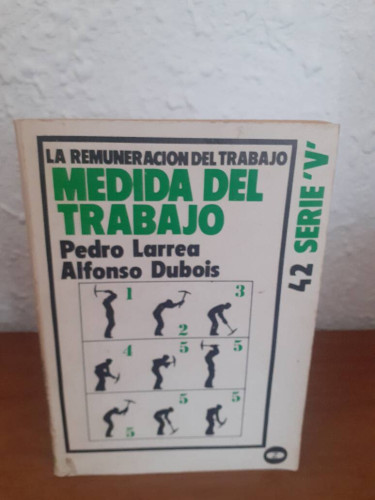 LA REMUNERACION DEL TRABAJO
MEDIDA DEL
TRABAJO
Pedro Larrea
Alfonso Dubois
42 SERIE 'V'
1 2 3
4 5 5
5 5 5